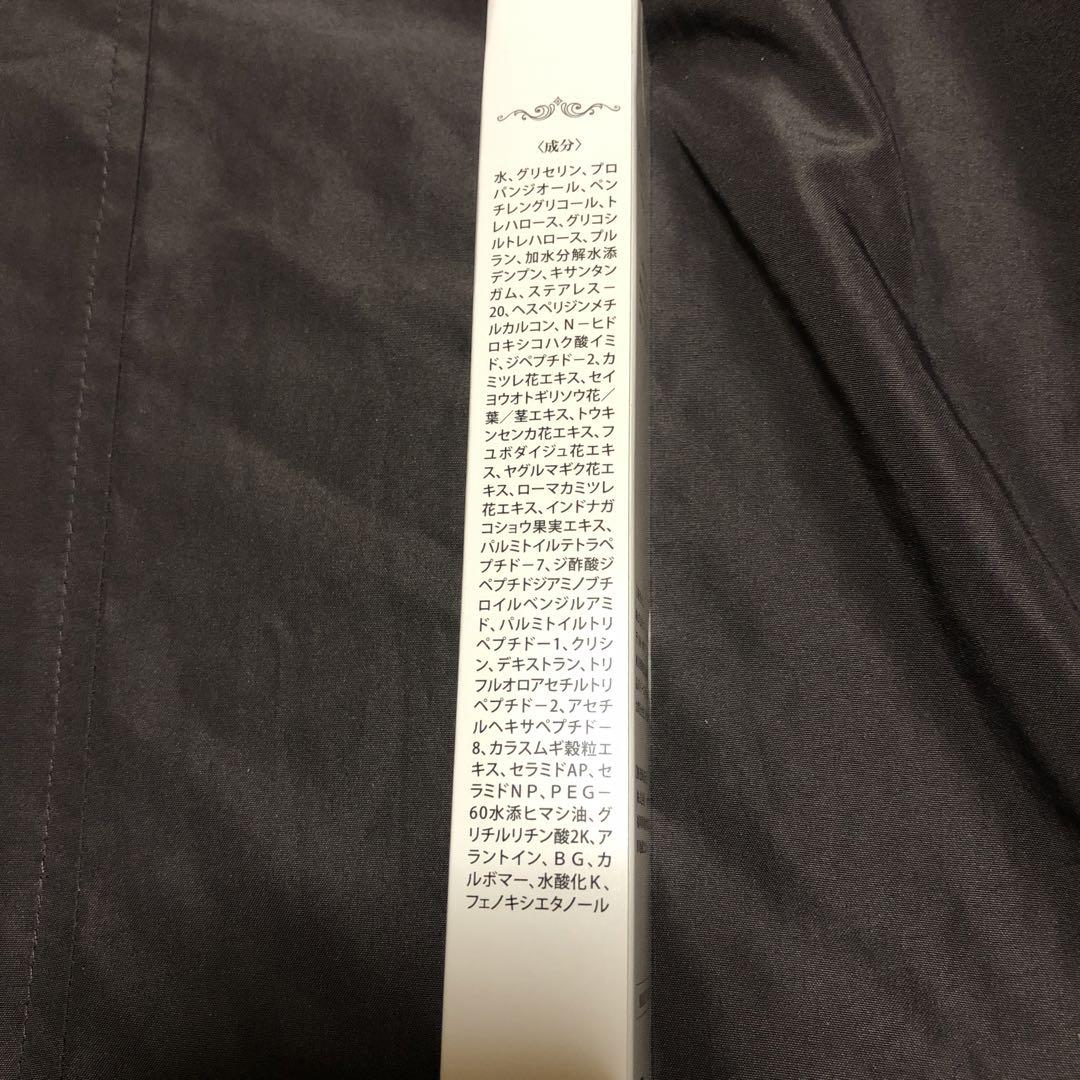 〈成分〉
水、グリセリン、プロ
パンジオール、ペン
チレングリコール、ト
レハロース、グリコシ
ルトレハロース、プル
ラン、加水分解水添
デンプン、キサンタン
ガム、ステアレスー
20、ヘスペリジンメチ
ルカルコン、Nーヒド
ロキシコハク酸イミ
ド、ジペプチドー2、カ
ミツレ花エキス、セイ
ヨウオトギリソウ花／
葉／茎エキス、トウキ
ンセンカ花エキス、フ
ユボダイジュ花エキ
ス、ヤグルマギク花エ
キス、ローマカミツレ
花エキス、インドナガ
コショウ果実エキス、
パルミトイルテトラペ
プチドー7、ジ酢酸ジ
ペプチドジアミノブチ
ロイルベンジルアミ
ド、パルミトイルトリ
ペプチドー1、クリシ
ン、デキストラン、トリ
フルオロアセチルトリ
ペプチドー2、アセチ
ルヘキサペプチドー
8、カラスムギ穀粒エ
キス、セラミドAP、セ
ラミドNP、PEGー
60水添ヒマシ油、グ
リチルリチン酸2K、ア
ラントイン、BG、カ
ルボマー、水酸化K、
フェノキシエタノール